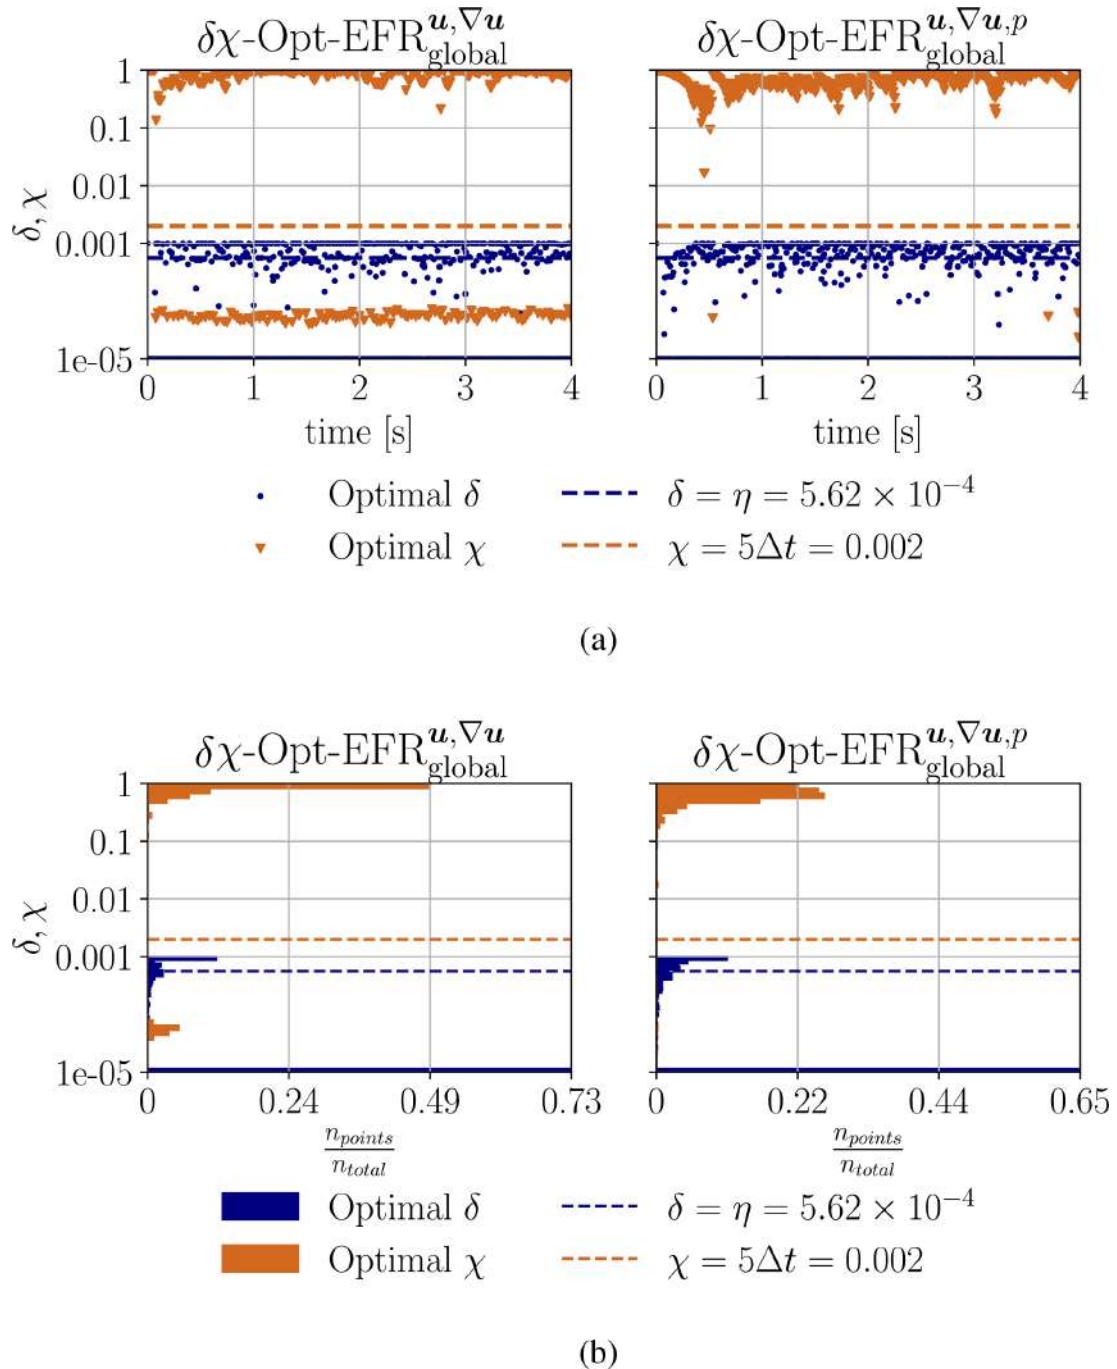 δχ-Opt-EFR^{u,∇u}_{global} δχ-Opt-EFR^{u,∇u,p}_{global}
δ, χ
1
0.1
0.01
0.001
1e-05
0 1 2 3 4 0 1 2 3 4
time [s] time [s]
Optimal δ δ = η = 5.62 × 10^{-4}
Optimal χ χ = 5Δt = 0.002
(a)
δχ-Opt-EFR^{u,∇u}_{global} δχ-Opt-EFR^{u,∇u,p}_{global}
δ, χ
1
0.1
0.01
0.001
1e-05
0 0.24 0.49 0.73 0 0.22 0.44 0.65
n_{points}/n_{total} n_{points}/n_{total}
Optimal δ δ = η = 5.62 × 10^{-4}
Optimal χ χ = 5Δt = 0.002
(b)